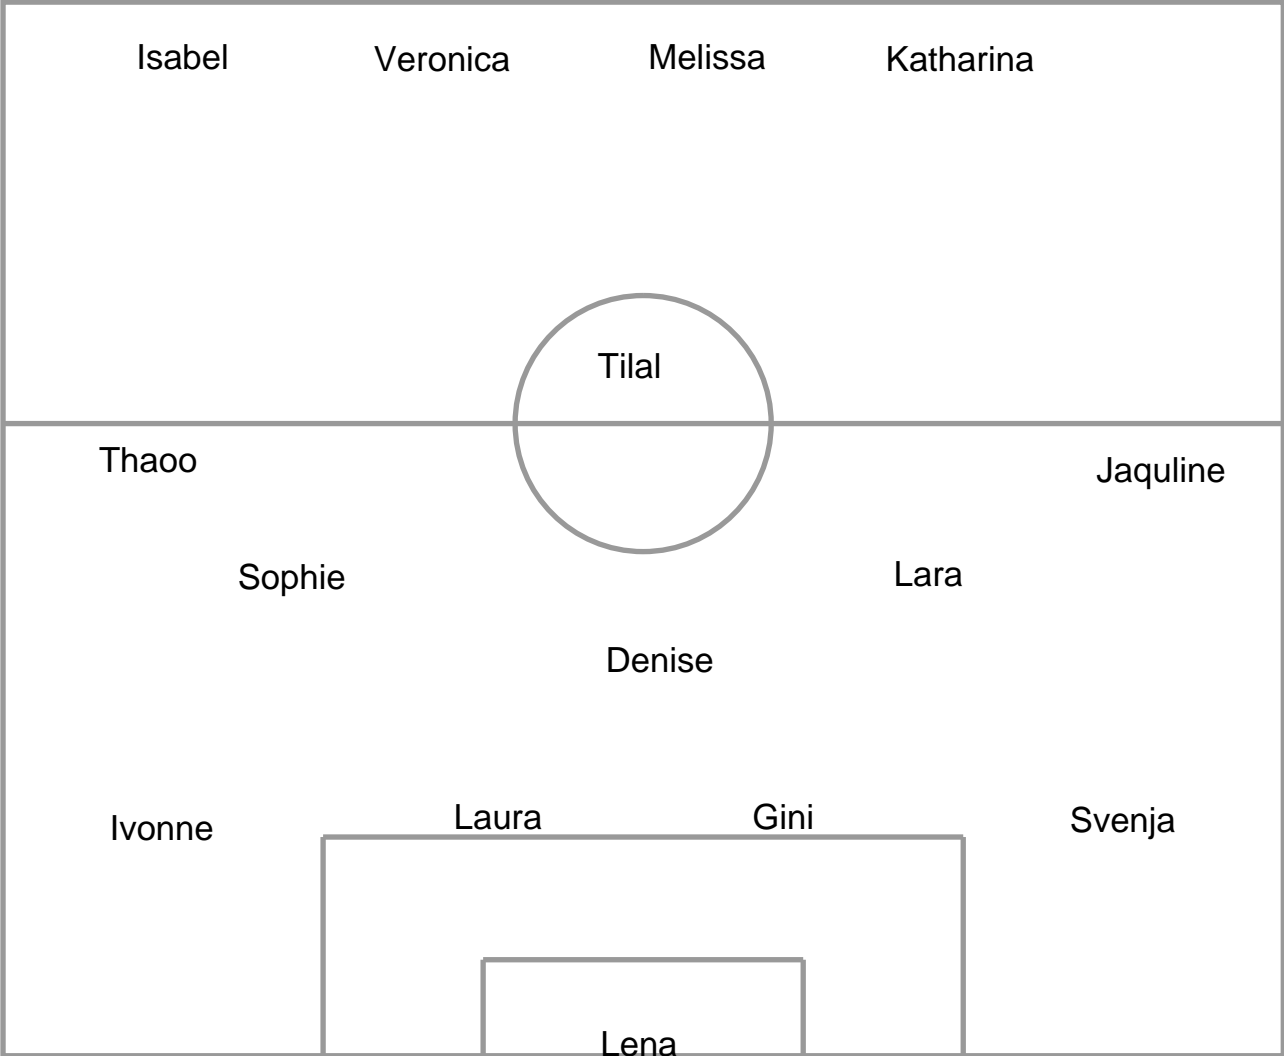 Isabel Veronica Melissa Katharina
Tilal
Thaoo Jaquline
Sophie Lara
Denise
Ivonne Laura Gini Svenja
Lena